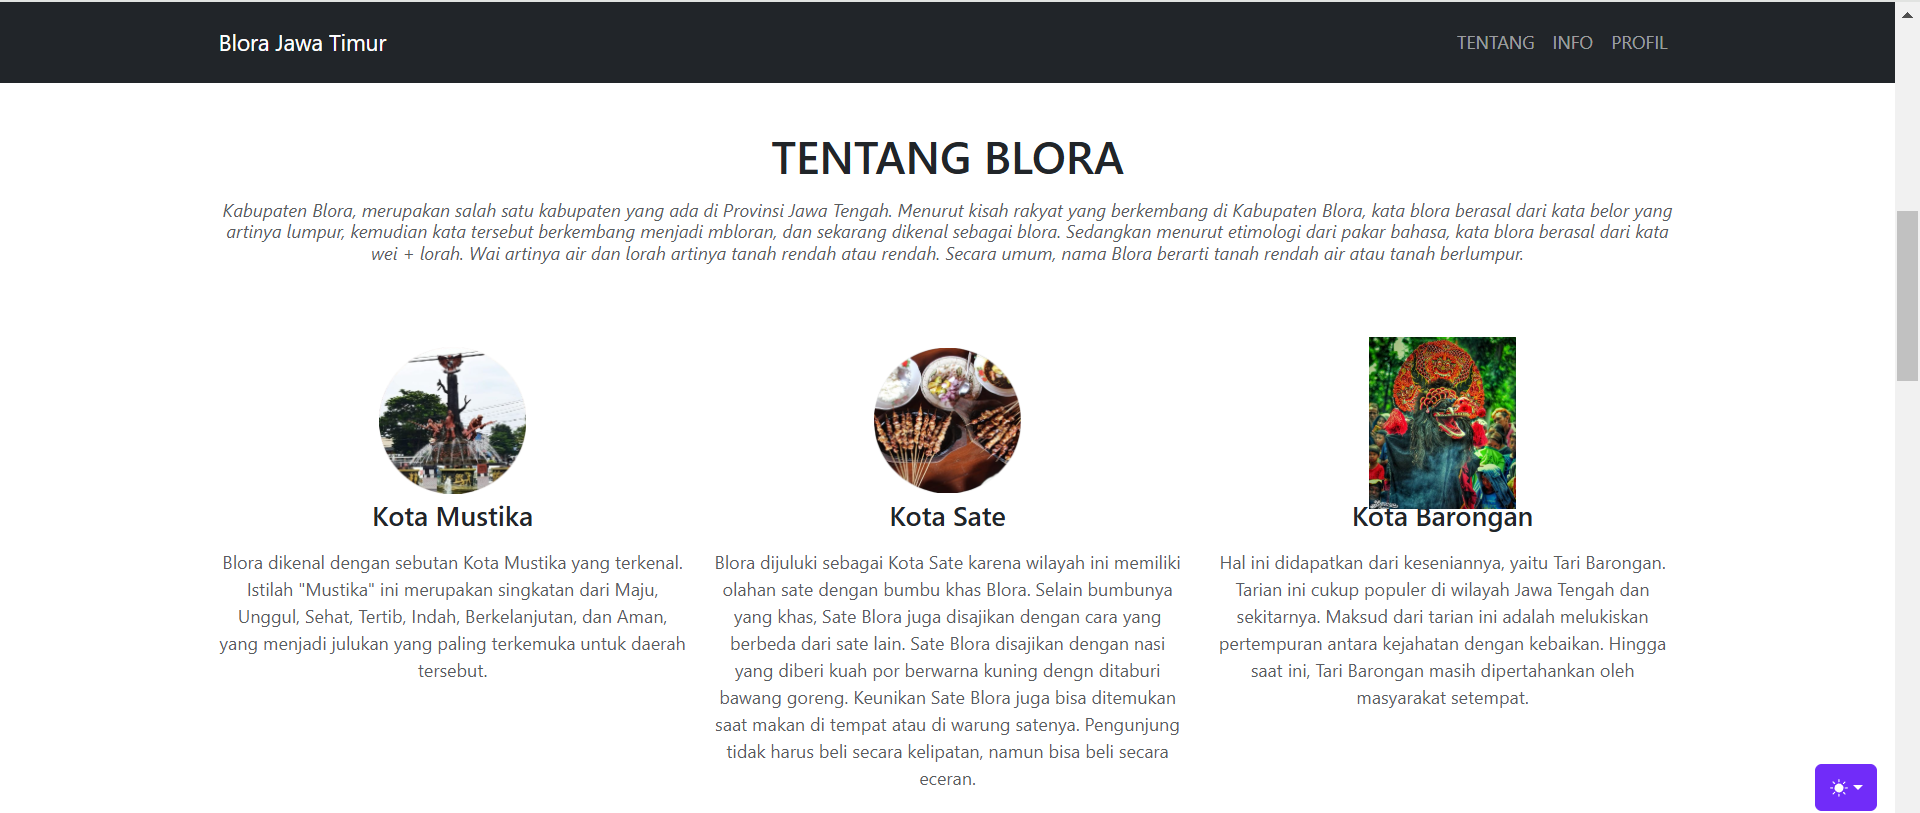 Blora Jawa Timur
TENTANG INFO PROFIL
TENTANG BLORA
Kabupaten Blora, merupakan salah satu kabupaten yang ada di Provinsi Jawa Tengah. Menurut kisah rakyat yang berkembang di Kabupaten Blora, kata blora berasal dari kata belor yang
artinya lumpur, kemudian kata tersebut berkembang menjadi mbloran, dan sekarang dikenal sebagai blora. Sedangkan menurut etimologi dari pakar bahasa, kata blora berasal dari kata
wei + lorah. Wai artinya air dan lorah artinya tanah rendah atau rendah. Secara umum, nama Blora berarti tanah rendah air atau tanah berlumpur.
Kota Mustika
Blora dikenal dengan sebutan Kota Mustika yang terkenal.
Istilah "Mustika" ini merupakan singkatan dari Maju,
Unggul, Sehat, Tertib, Indah, Berkelanjutan, dan Aman,
yang menjadi julukan yang paling terkemuka untuk daerah
tersebut.
Kota Sate
Blora dijuluki sebagai Kota Sate karena wilayah ini memiliki
olahan sate dengan bumbu khas Blora. Selain bumbunya
yang khas, Sate Blora juga disajikan dengan cara yang
berbeda dari sate lain. Sate Blora disajikan dengan nasi
yang diberi kuah por berwarna kuning dengn ditaburi
bawang goreng. Keunikan Sate Blora juga bisa ditemukan
saat makan di tempat atau di warung satenya. Pengunjung
tidak harus beli secara kelipatan, namun bisa beli secara
eceran.
Kota Barongan
Hal ini didapatkan dari keseniannya, yaitu Tari Barongan.
Tarian ini cukup populer di wilayah Jawa Tengah dan
sekitarnya. Maksud dari tarian ini adalah melukiskan
pertempuran antara kejahatan dengan kebaikan. Hingga
saat ini, Tari Barongan masih dipertahankan oleh
masyarakat setempat.